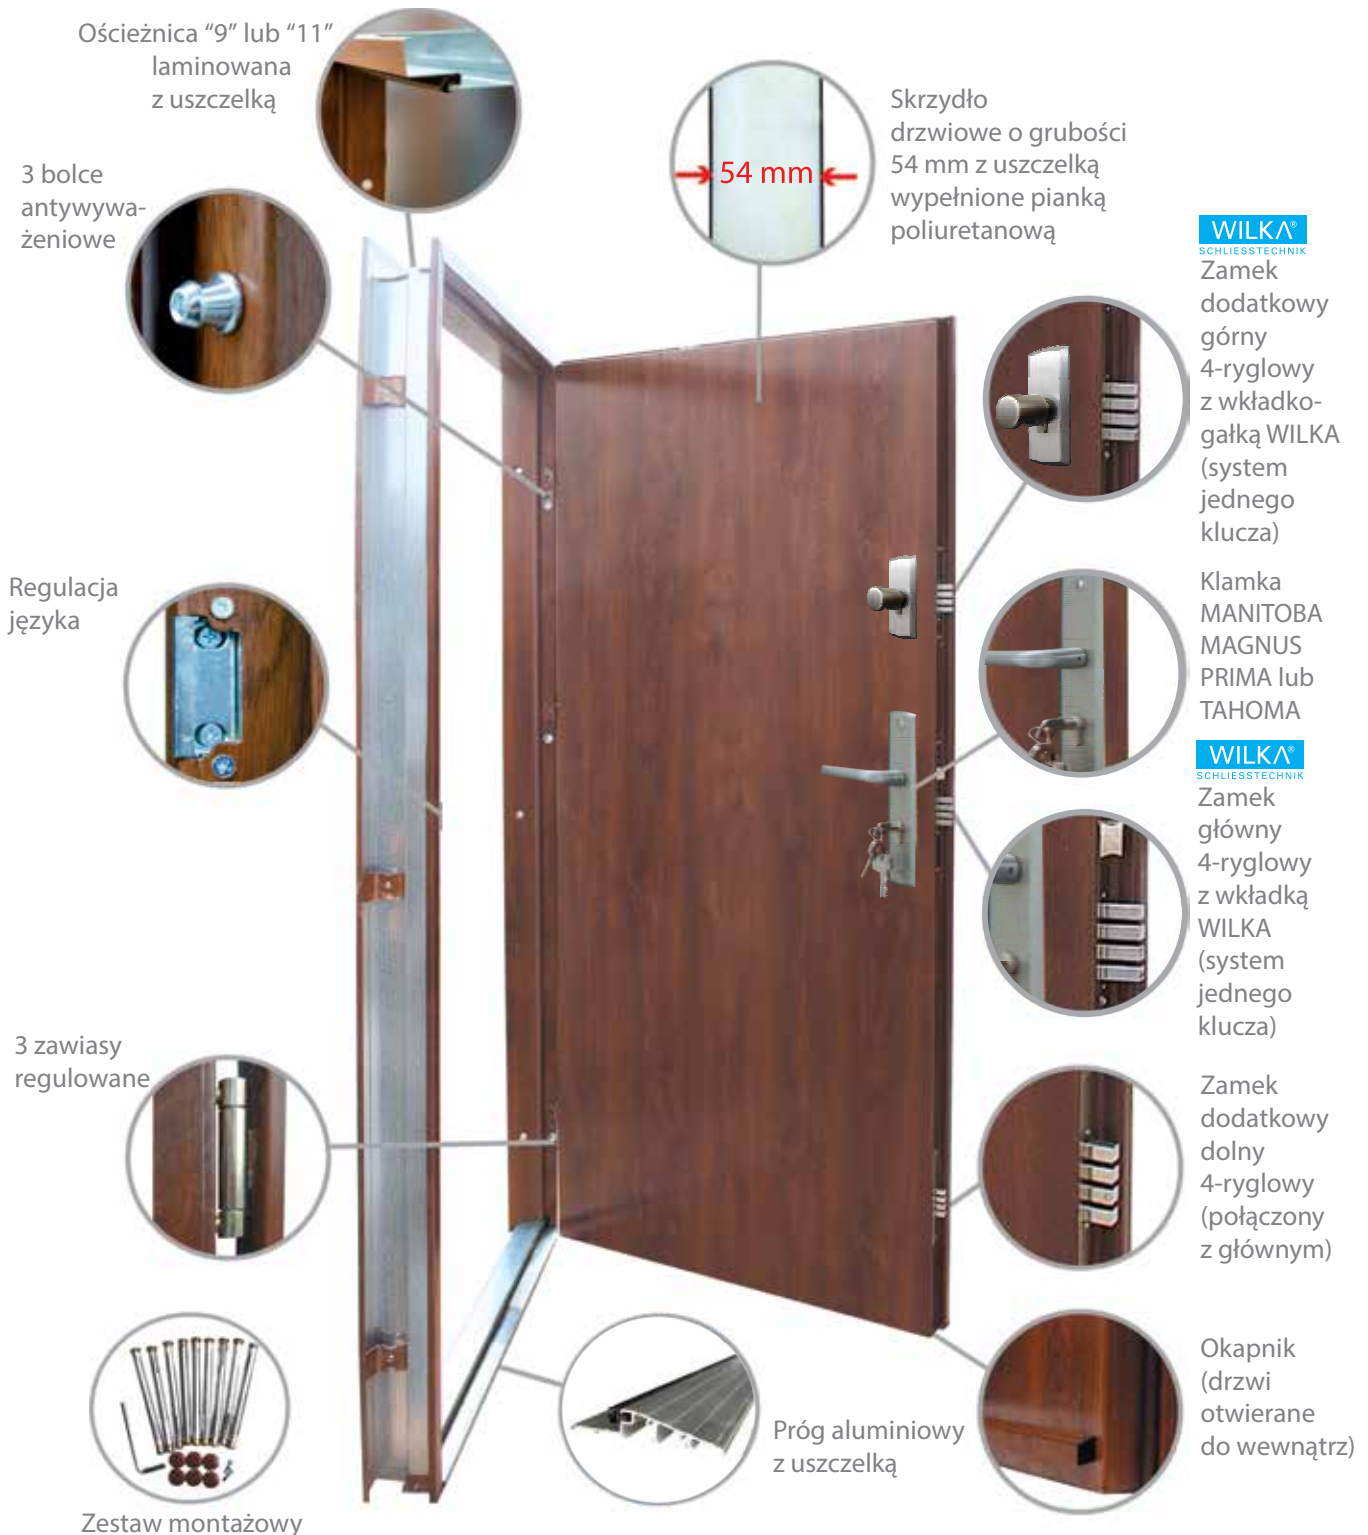 Ościeżnica “9” lub “11”
laminowana
z uszczelką
3 bolce
antywywa-
żeniowe
Regulacja
języka
3 zawiasy
regulowane
Zestaw montażowy
54 mm
Skrzydło
drzwiowe o grubości
54 mm z uszczelką
wypełnione pianką
poliuretanową
WILKA®
SCHLIESSTECHNIK
Zamek
dodatkowy
górny
4-ryglowy
z wkładko-
gałką WILKA
(system
jednego
klucza)
Klamka
MANITOBA
MAGNUS
PRIMA lub
TAHOMA
WILKA®
SCHLIESSTECHNIK
Zamek
główny
4-ryglowy
z wkładką
WILKA
(system
jednego
klucza)
Zamek
dodatkowy
dolny
4-ryglowy
(połączony
z głównym)
Okapnik
(drzwi
otwierane
do wewnątrz)
Próg aluminiowy
z uszczelką